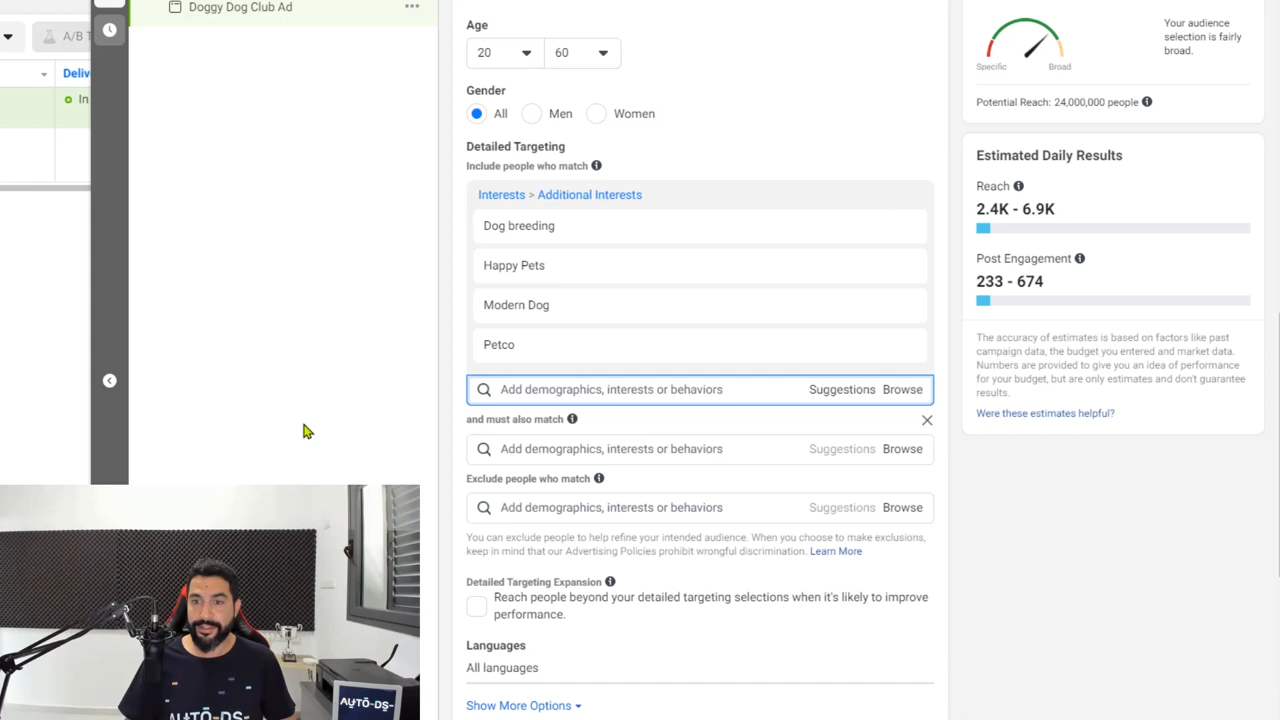 Doggy Dog Club Ad
A/B T
Deliv
In
Age
20
60
Gender
All
Men
Women
Detailed Targeting
Include people who match
Interests > Additional Interests
Dog breeding
Happy Pets
Modern Dog
Petco
Add demographics, interests or behaviors
Suggestions
Browse
and must also match
Add demographics, interests or behaviors
Suggestions
Browse
Exclude people who match
Add demographics, interests or behaviors
Suggestions
Browse
You can exclude people to help refine your intended audience. When you choose to make exclusions,
keep in mind that our Advertising Policies prohibit wrongful discrimination. Learn More
Detailed Targeting Expansion
Reach people beyond your detailed targeting selections when it's likely to improve
performance.
Languages
All languages
Show More Options
Specific
Broad
Your audience
selection is fairly
broad.
Potential Reach: 24,000,000 people
Estimated Daily Results
Reach
2.4K - 6.9K
Post Engagement
233 - 674
The accuracy of estimates is based on factors like past
campaign data, the budget you entered and market data.
Numbers are provided to give you an idea of performance
for your budget, but are only estimates and don't guarantee
results.
Were these estimates helpful?
AUTO-DS-
AUTO-DS-